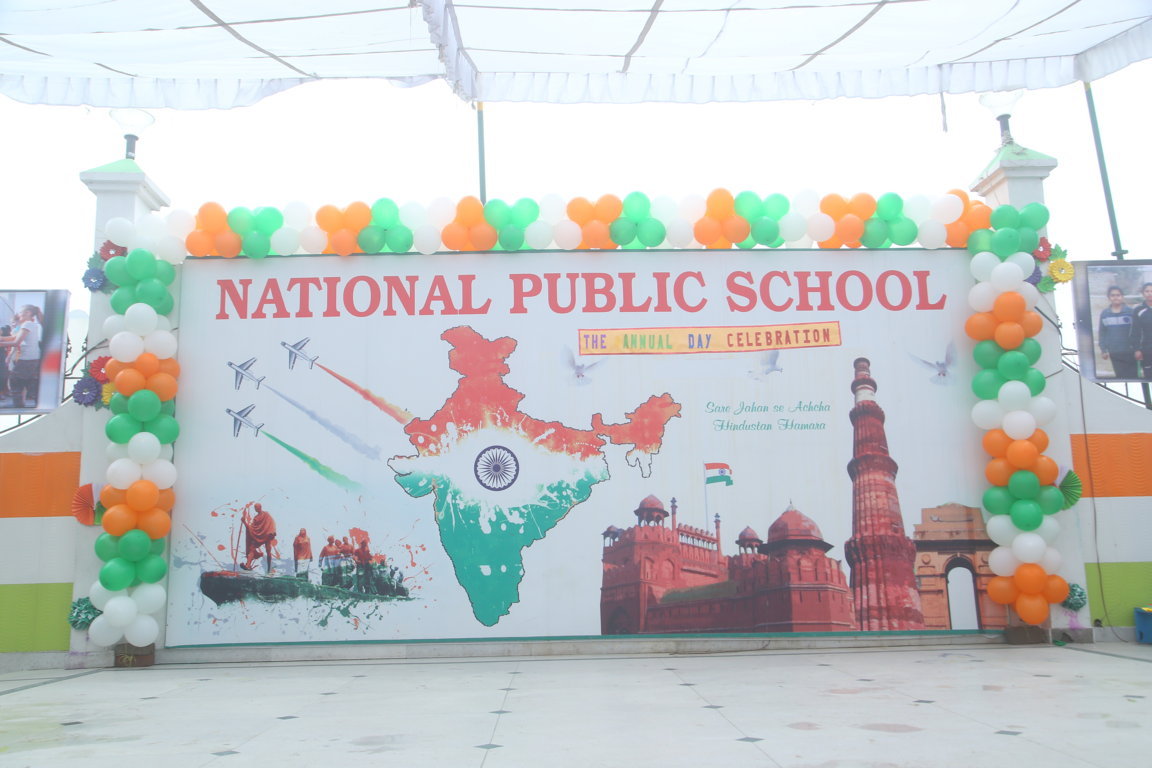 NATIONAL PUBLIC SCHOOL
THE ANNUAL DAY CELEBRATION
Sare Jahan se Achcha
Hindustan Hamara